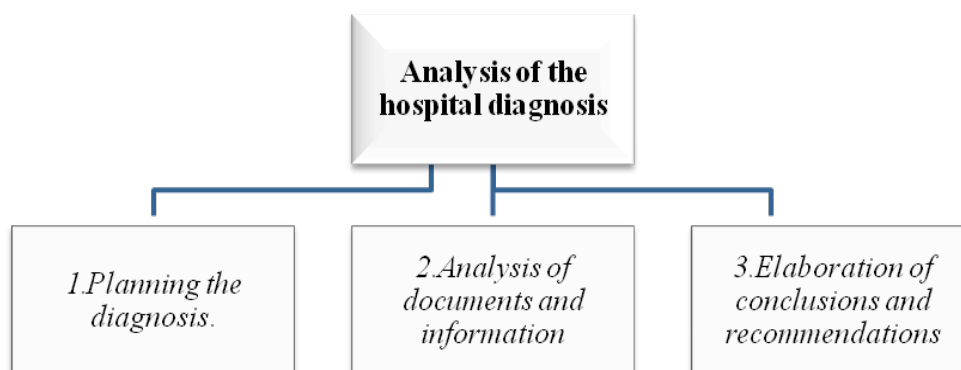 Analysis of the
hospital diagnosis
1.Planning the
diagnosis.
2.Analysis of
documents and
information
3.Elaboration of
conclusions and
recommendations